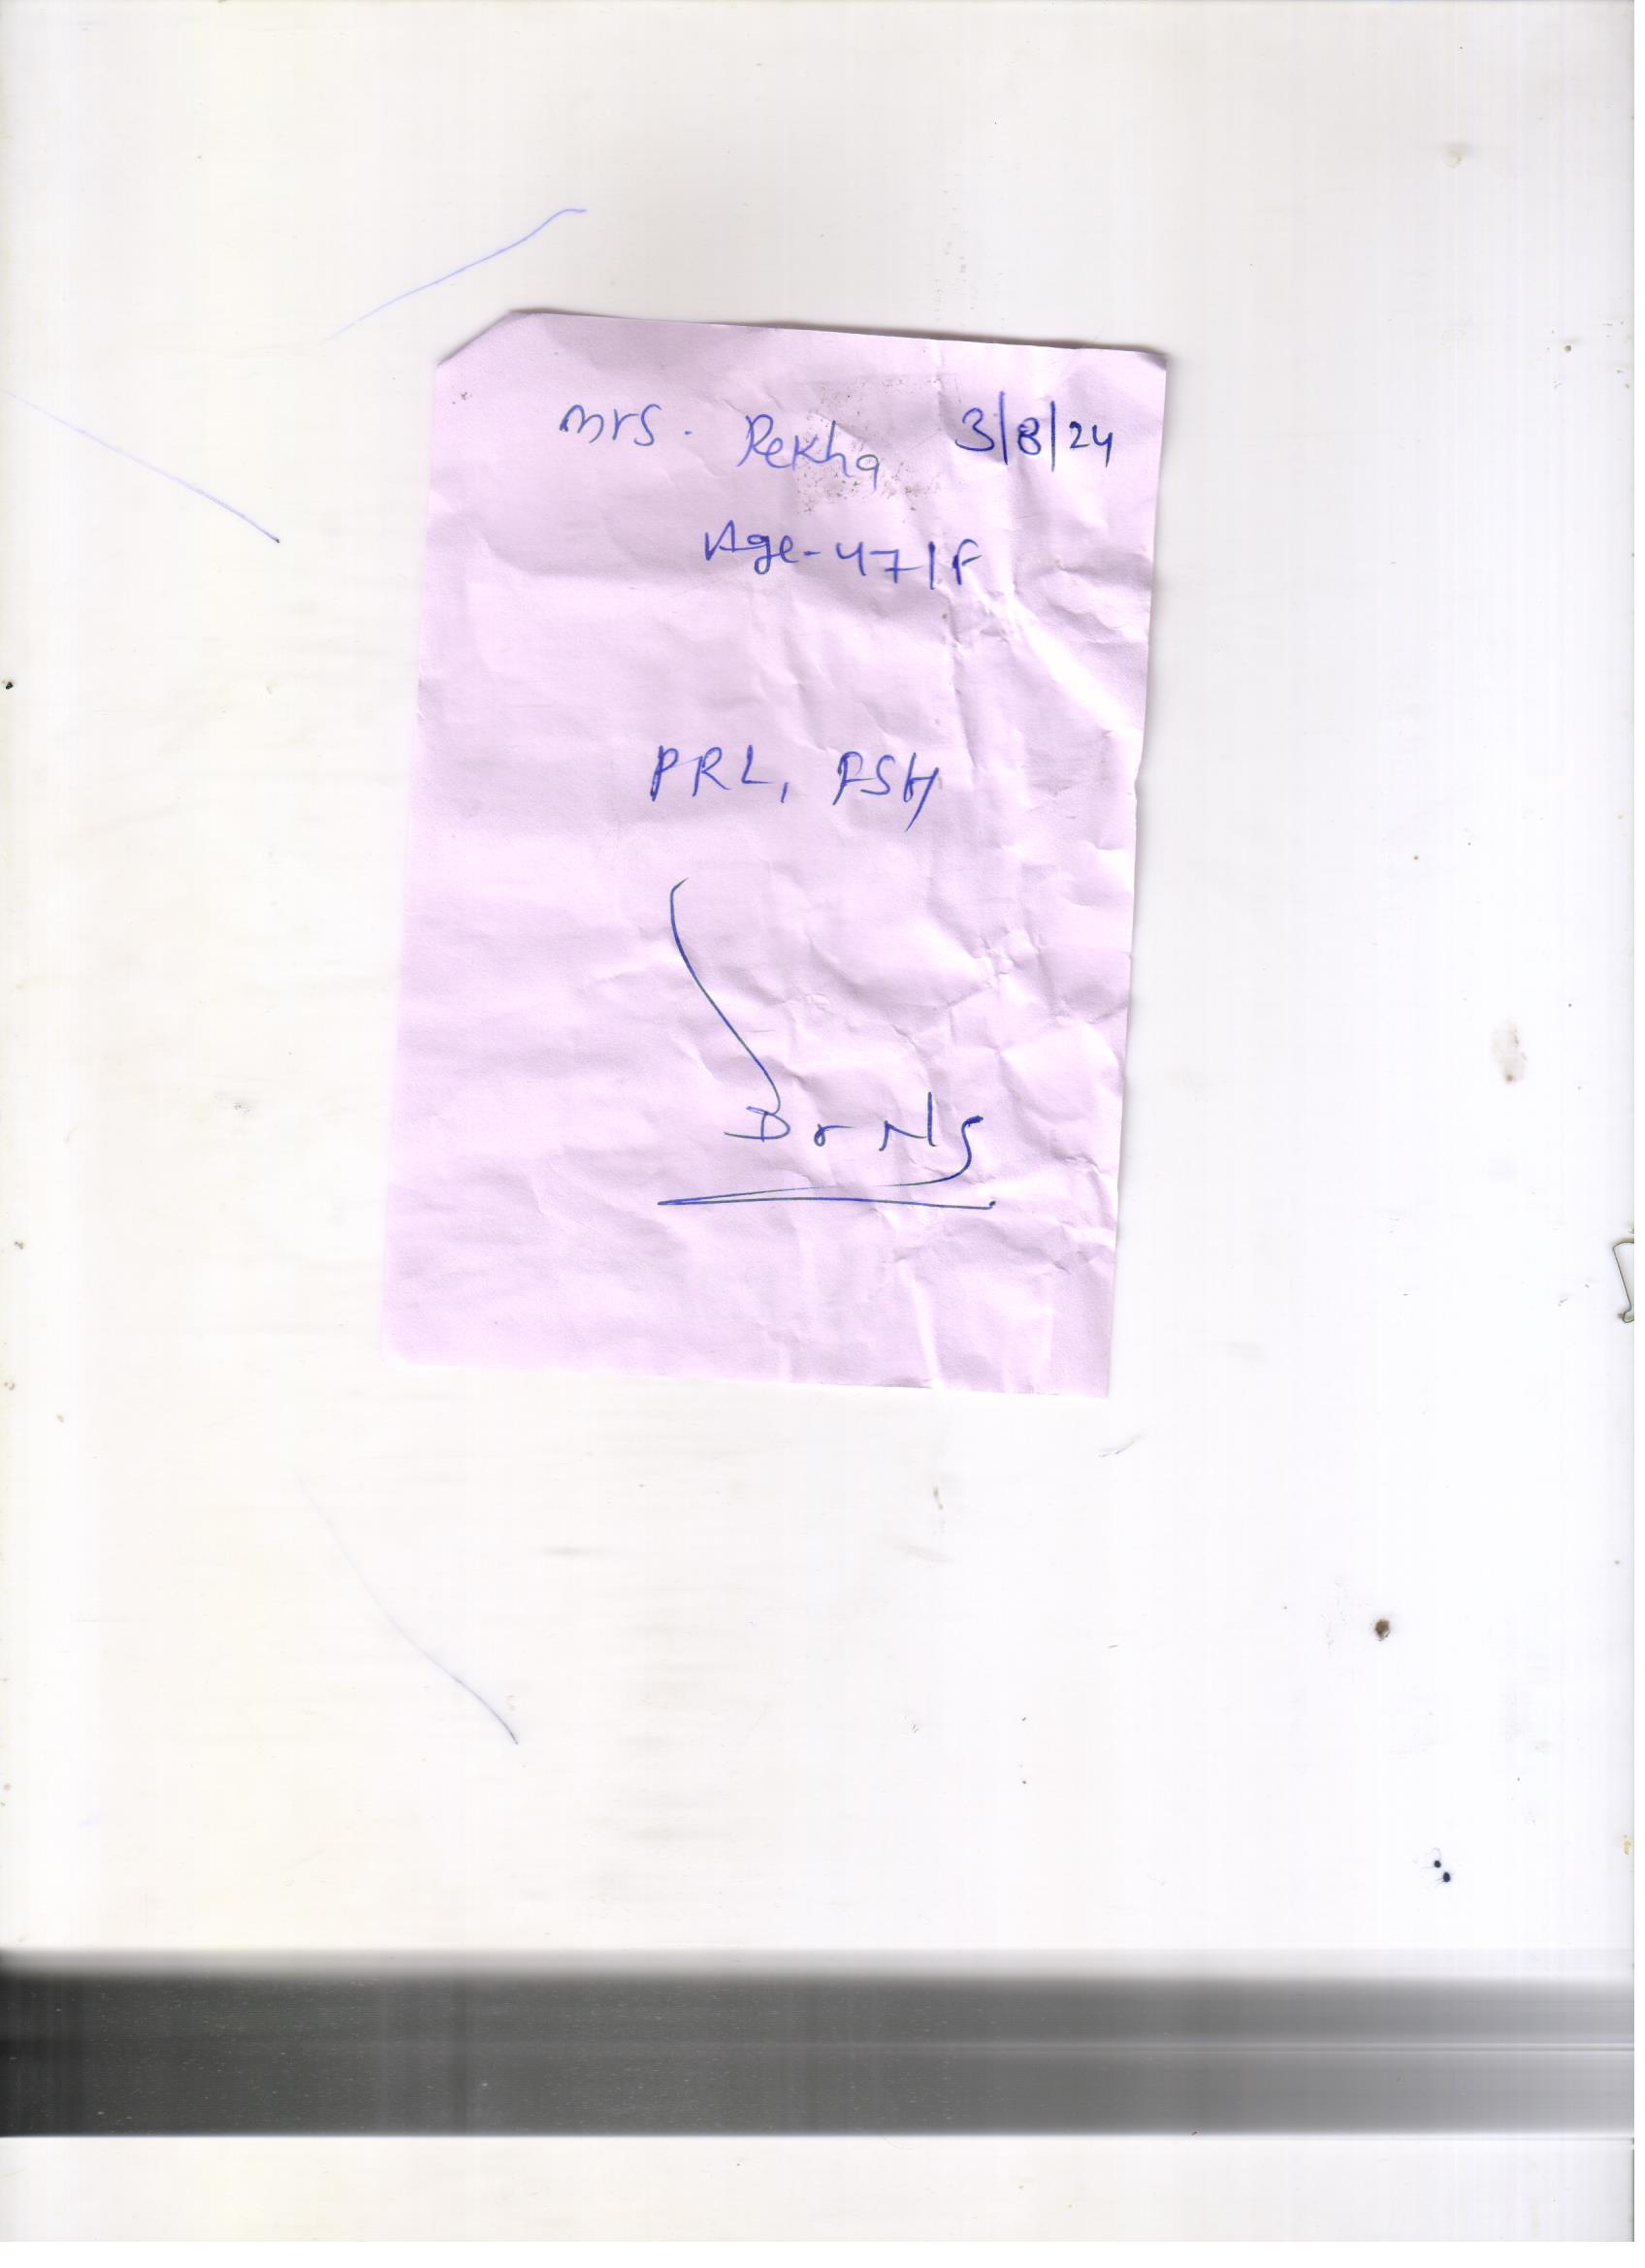 Mrs. Rekha 3/8/24
Age-47/F
PRL, FSH
Dr NS